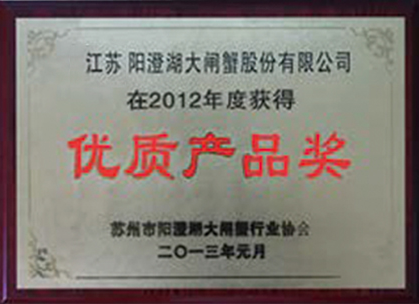 江苏 阳澄湖大闸蟹股份有限公司
在2012年度获得
优质产品奖
苏州市阳澄湖大闸蟹行业协会
二〇一三年元月